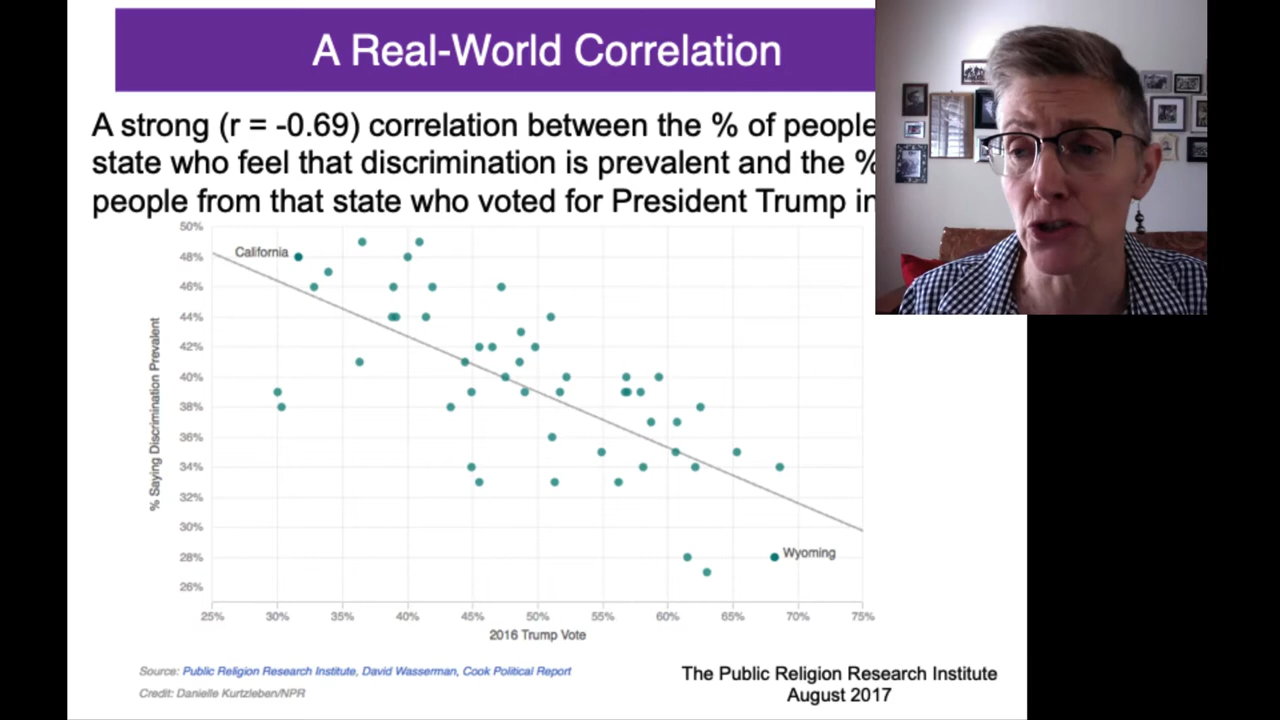 A Real-World Correlation
A strong (r = -0.69) correlation between the % of people
state who feel that discrimination is prevalent and the %
people from that state who voted for President Trump in
50%
California
48%
46%
44%
42%
40%
38%
36%
34%
32%
30%
28%
26%
% Saying Discrimination Prevalent
Wyoming
25% 30% 35% 40% 45% 50% 55% 60% 65% 70% 75%
2016 Trump Vote
Source: Public Religion Research Institute, David Wasserman, Cook Political Report
Credit: Danielle Kurtzleben/NPR
The Public Religion Research Institute
August 2017